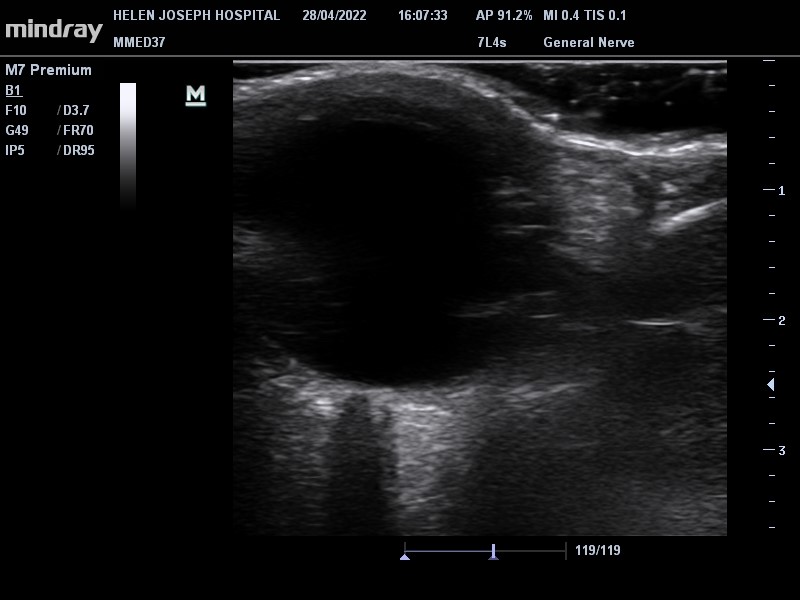 mindray HELEN JOSEPH HOSPITAL 28/04/2022 16:07:33 AP 91.2% MI 0.4 TIS 0.1
MMED37 7L4s General Nerve
M7 Premium
B1
F10 / D3.7
G49 / FR70
IP5 / DR95
M
1
2
3
119/119